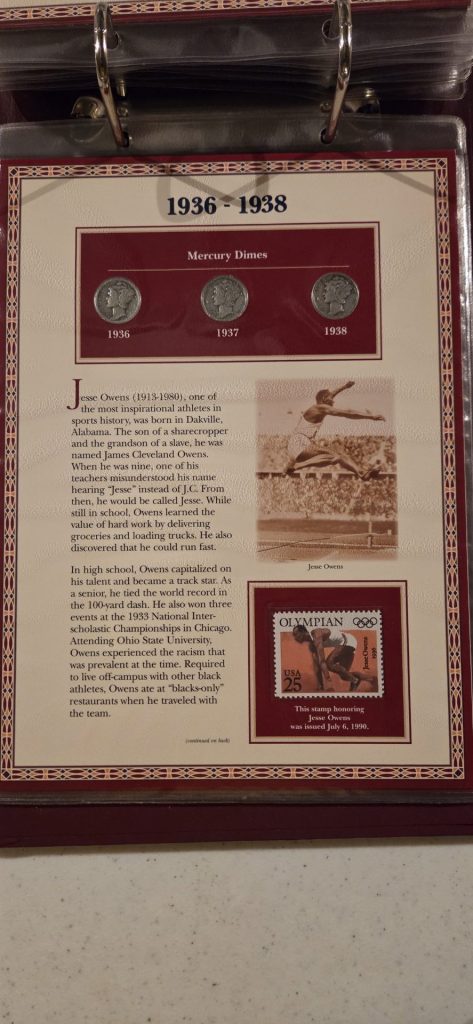 1936 - 1938
Mercury Dimes
1936
1937
1938
Jesse Owens (1913-1980), one of
the most inspirational athletes in
sports history, was born in Dakville,
Alabama. The son of a sharecropper
and the grandson of a slave, he was
named James Cleveland Owens.
When he was nine, one of his
teachers misunderstood his name
hearing "Jesse" instead of J.C. From
then, he would be called Jesse. While
still in school, Owens learned the
value of hard work by delivering
groceries and loading trucks. He also
discovered that he could run fast.
In high school, Owens capitalized on
his talent and became a track star. As
a senior, he tied the world record in
the 100-yard dash. He also won three
events at the 1933 National Inter-
scholastic Championships in Chicago.
Attending Ohio State University,
Owens experienced the racism that
was prevalent at the time. Required
to live off-campus with other black
athletes, Owens ate at "blacks-only"
restaurants when he traveled with
the team.
(continued on back)
Jesse Owens
OLYMPIAN
Jesse Owens
1936
USA
25
This stamp honoring
Jesse Owens
was issued July 6, 1990.